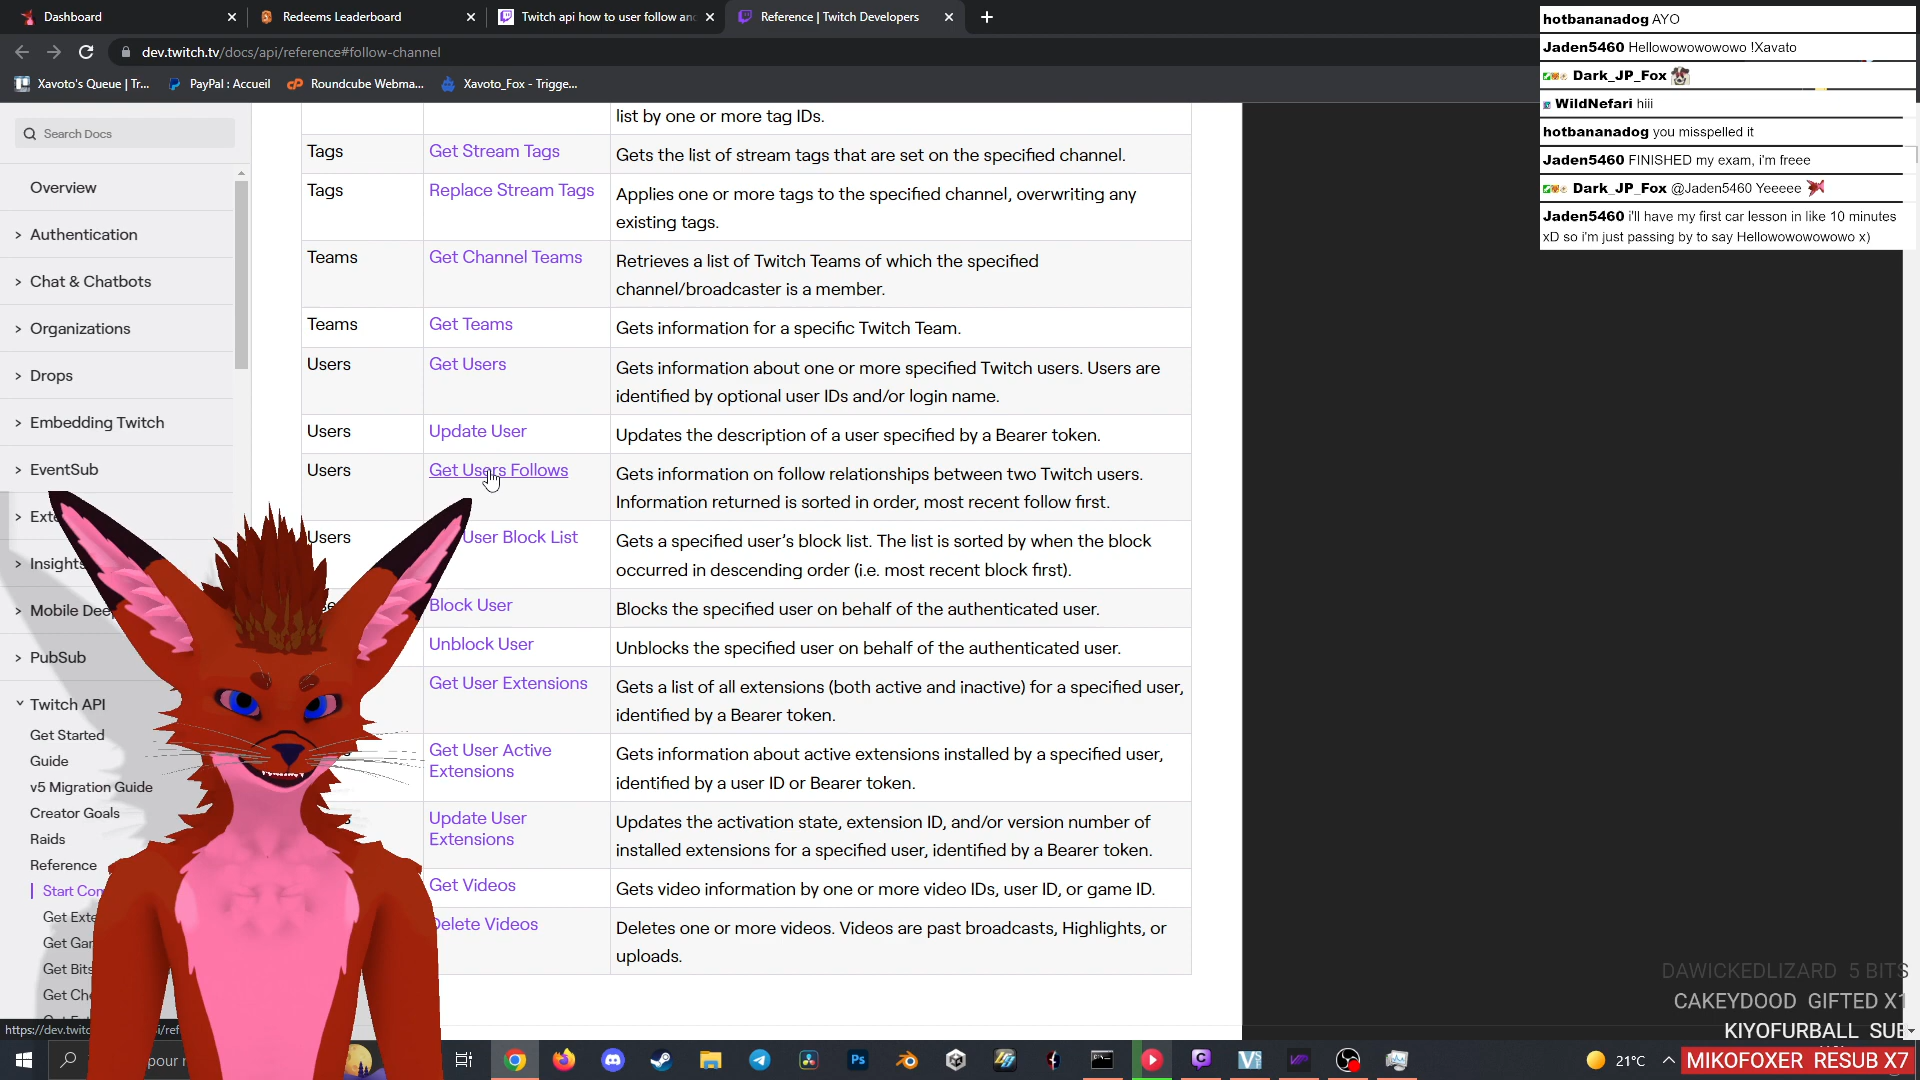 Dashboard
Redeems Leaderboard
Twitch api how to user follow an
Reference | Twitch Developers
dev.twitch.tv/docs/api/reference#follow-channel
Xavoto's Queue | Tr...
PayPal : Accueil
Roundcube Webma...
Xavoto_Fox - Trigge...
Search Docs
Overview
Authentication
Chat & Chatbots
Organizations
Drops
Embedding Twitch
EventSub
Insights
PubSub
Twitch API
Get Started
Guide
v5 Migration Guide
Creator Goals
Raids
Reference
Start
Get
Get
Get Bits
Get
list by one or more tag IDs.
Tags
Get Stream Tags
Gets the list of stream tags that are set on the specified channel.
Tags
Replace Stream Tags
Applies one or more tags to the specified channel, overwriting any
existing tags.
Teams
Get Channel Teams
Retrieves a list of Twitch Teams of which the specified
channel/broadcaster is a member.
Teams
Get Teams
Gets information for a specific Twitch Team.
Users
Get Users
Gets information about one or more specified Twitch users. Users are
identified by optional user IDs and/or login name.
Users
Update User
Updates the description of a user specified by a Bearer token.
Users
Get Users Follows
Gets information on follow relationships between two Twitch users.
Information returned is sorted in order, most recent follow first.
Users
User Block List
Gets a specified user's block list. The list is sorted by when the block
occurred in descending order (i.e. most recent block first).
Block User
Blocks the specified user on behalf of the authenticated user.
Unblock User
Unblocks the specified user on behalf of the authenticated user.
Get User Extensions
Gets a list of all extensions (both active and inactive) for a specified user,
identified by a Bearer token.
Get User Active
Extensions
Gets information about active extensions installed by a specified user,
identified by a user ID or Bearer token.
Update User
Extensions
Updates the activation state, extension ID, and/or version number of
installed extensions for a specified user, identified by a Bearer token.
Get Videos
Gets video information by one or more video IDs, user ID, or game ID.
Delete Videos
Deletes one or more videos. Videos are past broadcasts, Highlights, or
uploads.
hotbananadog AYO
Jaden5460 Hellowowowowowo !Xavato
Dark_JP_Fox
WildNefari hiii
hotbananadog you misspelled it
Jaden5460 FINISHED my exam, i'm freee
Dark_JP_Fox @Jaden5460 Yeeeee
Jaden5460 i'll have my first car lesson in like 10 minutes
xD so i'm just passing by to say Hellowowowowowo x)
DAWICKEDLIZARD 5 BITS
CAKEYDOOD GIFTED X1
KIYOFURBALL SUB
MIKOFOXER RESUB X7
https://dev.twitc
pour
21°C